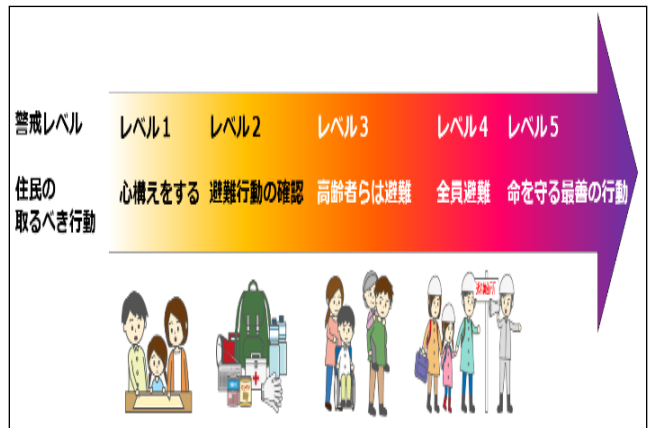 警戒レベル
レベル1
レベル2
レベル3
レベル4
レベル5
住民の
取るべき行動
心構えをする
避難行動の確認
高齢者らは避難
全員避難
命を守る最善の行動